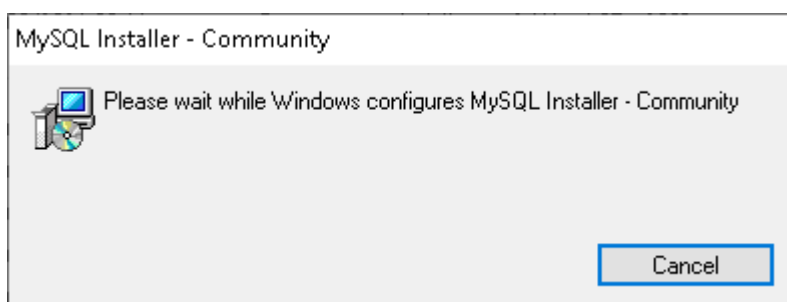 MySQL Installer - Community
Please wait while Windows configures MySQL Installer - Community
Cancel